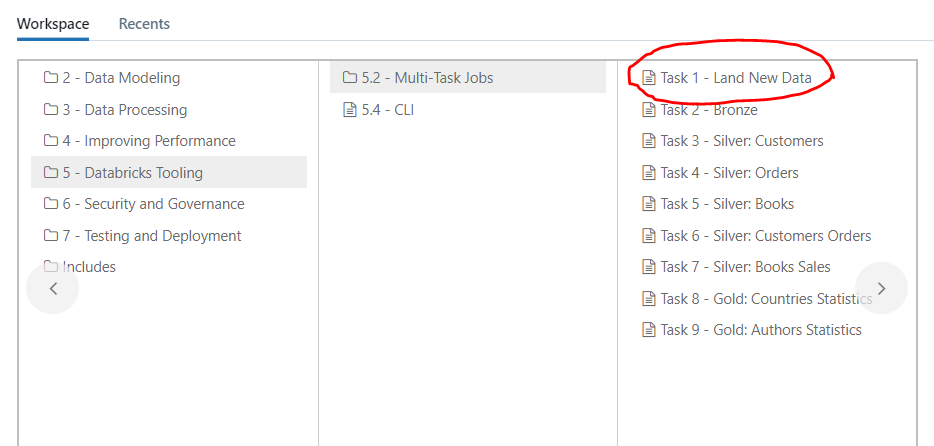 Workspace Recents
2 - Data Modeling
3 - Data Processing
4 - Improving Performance
5 - Databricks Tooling
6 - Security and Governance
7 - Testing and Deployment
Includes
5.2 - Multi-Task Jobs
5.4 - CLI
Task 1 - Land New Data
Task 2 - Bronze
Task 3 - Silver: Customers
Task 4 - Silver: Orders
Task 5 - Silver: Books
Task 6 - Silver: Customers Orders
Task 7 - Silver: Books Sales
Task 8 - Gold: Countries Statistics
Task 9 - Gold: Authors Statistics